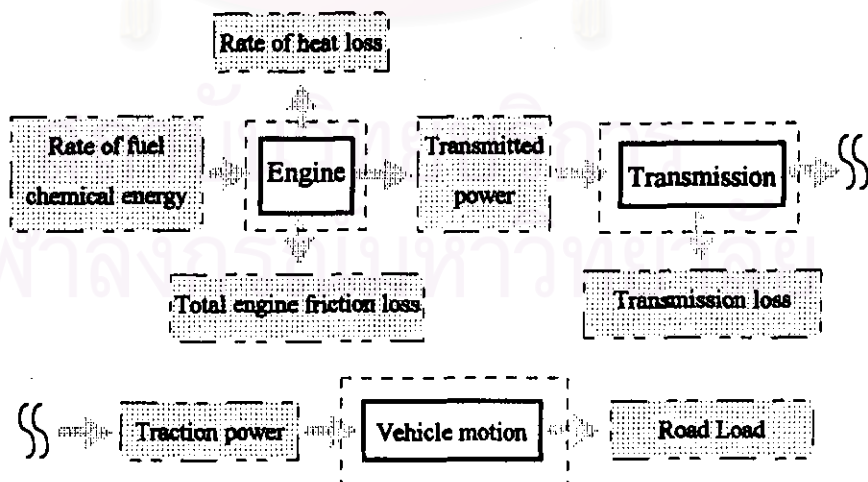 Rate of heat loss
Rate of fuel
chemical energy
Engine
Transmitted
power
Transmission
Total engine friction loss
Transmission loss
Traction power
Vehicle motion
Road Load